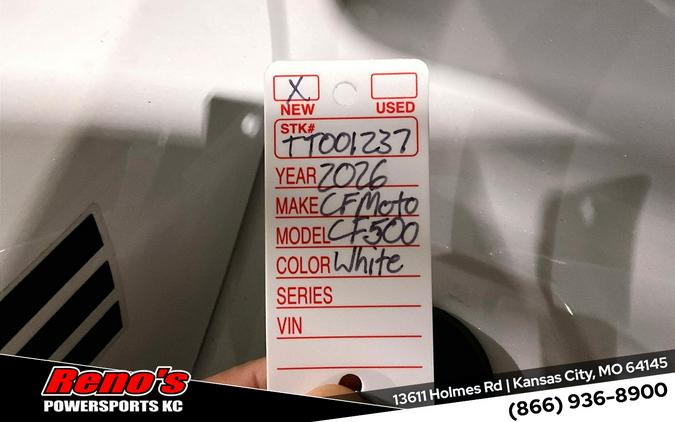 X
NEW USED
STK#
TT001237
YEAR 2026
MAKE CFMoto
MODEL CF500
COLOR White
SERIES
VIN
Reno's
POWERSPORTS KC
13611 Holmes Rd | Kansas City, MO 64145
(866) 936-8900